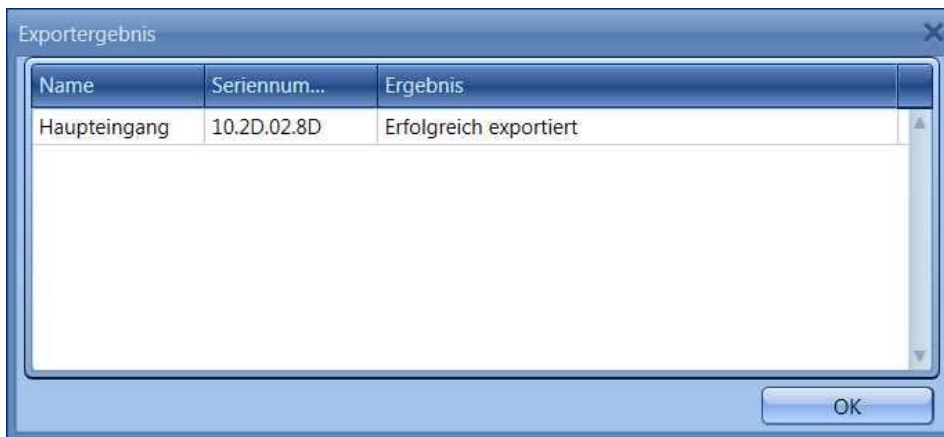 Exportergebnis
Name Seriennum... Ergebnis
Haupteingang 10.2D.02.8D Erfolgreich exportiert
OK